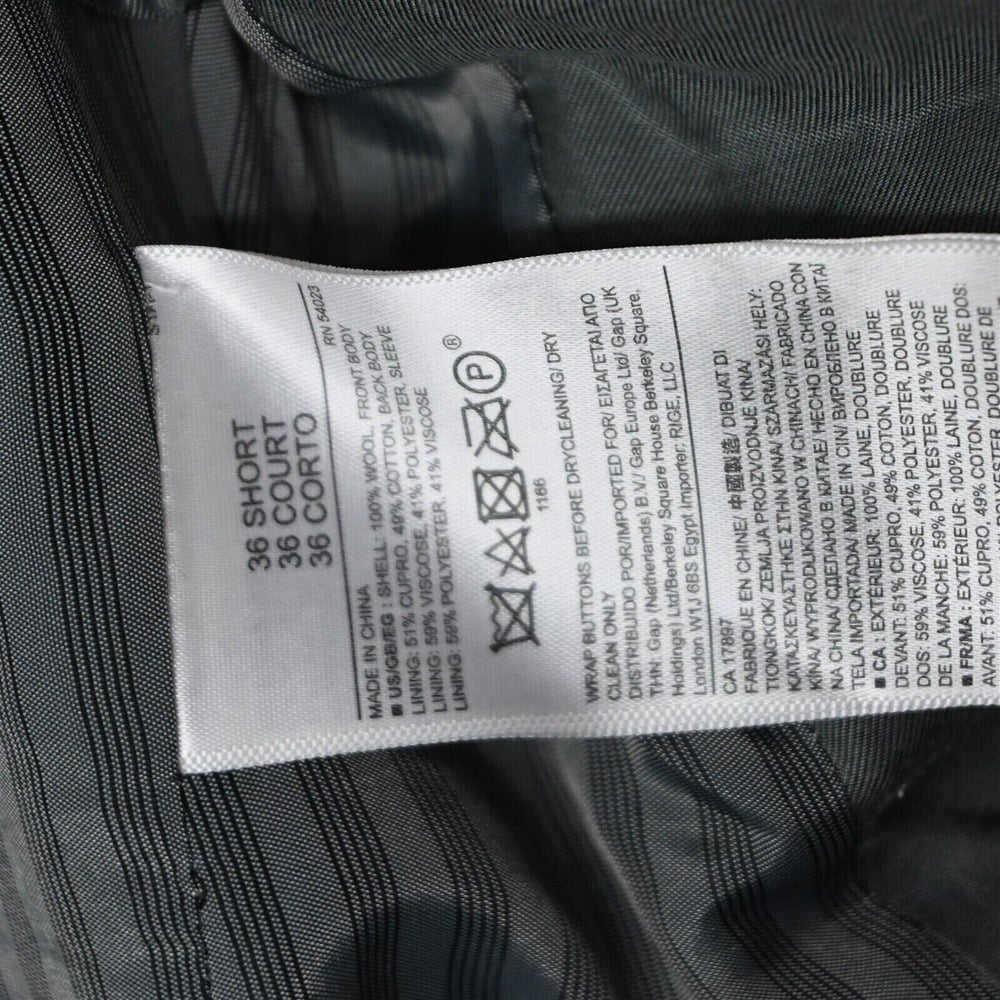 36 SHORT
36 COURT
36 CORTO
RN 54023
MADE IN CHINA
■ US/GB/EG : SHELL: 100% WOOL, FRONT BODY
LINING: 51% CUPRO, 49% COTTON, BACK BODY
LINING: 59% VISCOSE, 41% POLYESTER, SLEEVE
LINING: 59% POLYESTER, 41% VISCOSE
P ®
1166
WRAP BUTTONS BEFORE DRYCLEANING/ DRY
CLEAN ONLY
DISTRIBUIDO POR/IMPORTED FOR/ ΕΙΣΑΓΕΤΑΙ ΑΠΟ
ΤΗΝ: Gap (Netherlands) B.V./ Gap Europe Ltd/ Gap (UK
Holdings) Ltd/Berkeley Square House Berkeley Square,
London W1J 6BS Egypt Importer: RIGE, LLC
CA 17897
FABRIQUÉ EN CHINE/ 中國製造/ DIBUAT DI
TIONGKOK/ ZEMLJA PROIZVODNJE KINA/
ΚΑΤΑΣΚΕΥΑΣΤΗΚΕ ΣΤΗΝ ΚΙΝΑ/ SZÁRMAZÁSI HELY:
KÍNA/ WYPRODUKOWANO W CHINACH/ FABRICADO
NA CHINA/ СДЕЛАНО В КИТАЕ/ HECHO EN CHINA CON
TELA IMPORTADA/ MADE IN ÇIN/ ВИРОБЛЕНО В КИТАЇ
■ CA : EXTÉRIEUR: 100% LAINE, DOUBLURE
DEVANT: 51% CUPRO, 49% COTON, DOUBLURE
DOS: 59% VISCOSE, 41% POLYESTER, DOUBLURE
DE LA MANCHE: 59% POLYESTER, 41% VISCOSE
■ FR/MA : EXTÉRIEUR: 100% LAINE, DOUBLURE
AVANT: 51% CUPRO, 49% COTON, DOUBLURE DOS: